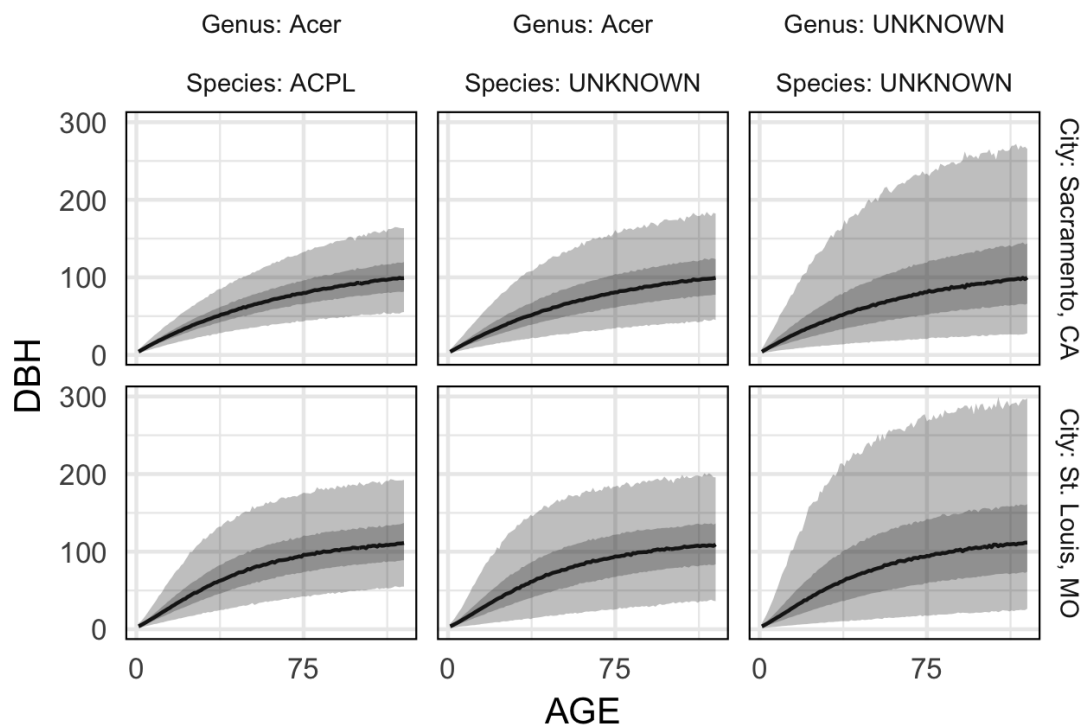 Genus: Acer
Genus: Acer
Genus: UNKNOWN
Species: ACPL
Species: UNKNOWN
Species: UNKNOWN
300
200
100
0
City: Sacramento, CA
DBH
300
200
100
0
City: St. Louis, MO
0
75
0
75
0
75
AGE